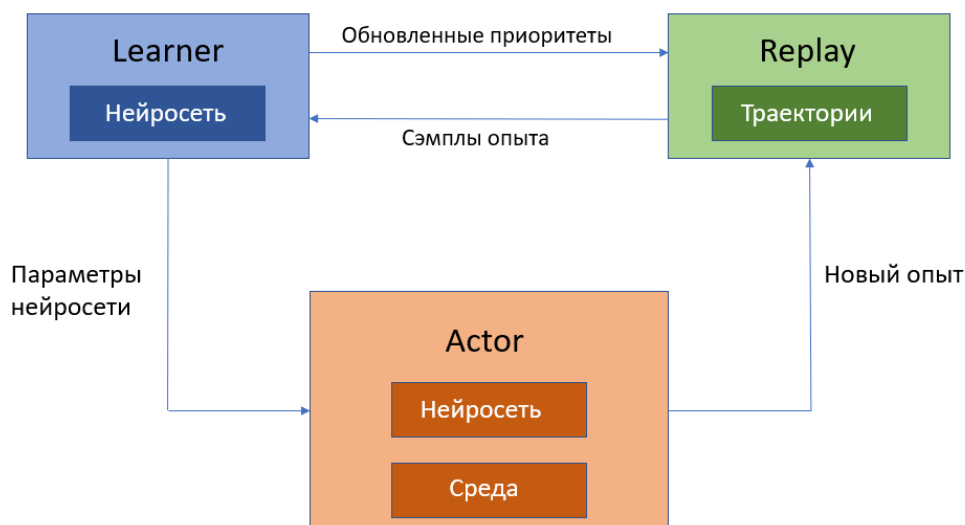 Learner
Нейросеть
Обновленные приоритеты
Сэмплы опыта
Replay
Траектории
Параметры
нейросети
Новый опыт
Actor
Нейросеть
Среда